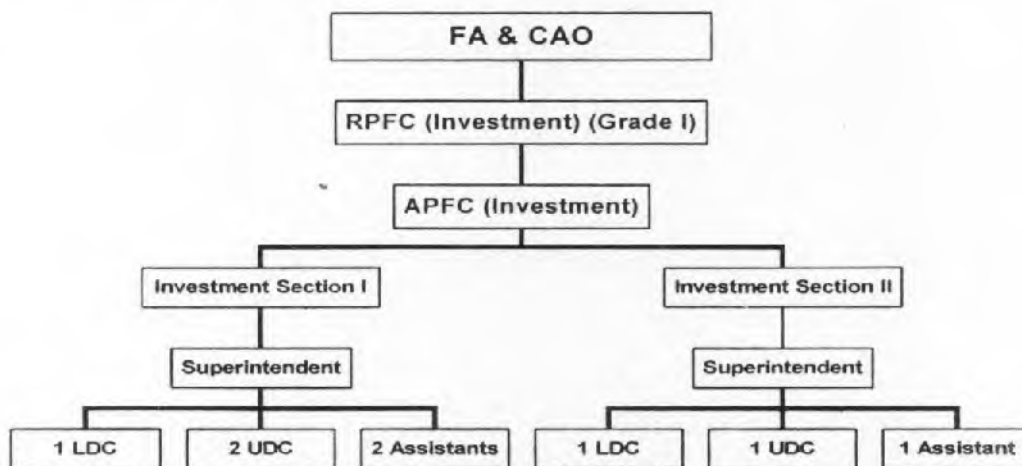 FA & CAO
RPFC (Investment) (Grade I)
APFC (Investment)
Investment Section I
Investment Section II
Superintendent
Superintendent
1 LDC
2 UDC
2 Assistants
1 LDC
1 UDC
1 Assistant